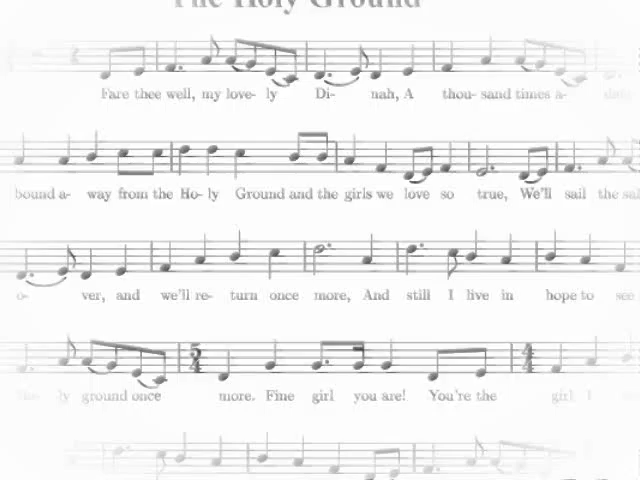 The Holy Ground
Fare thee well, my love- ly Di- nah, A thou- sand times a-
bound a- way from the Ho- ly Ground and the girls we love so true, We'll sail the
o- ver, and we'll re- turn once more, And still I live in hope to see
ly ground once more. Fine girl you are! You're the girl I